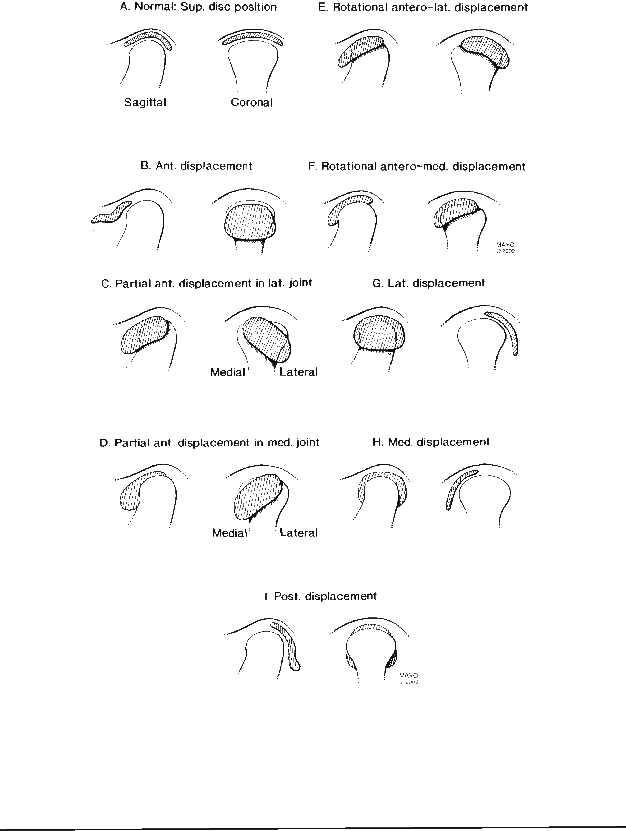 A. Normal: Sup. disc position
Sagittal
Coronal
E. Rotational antero-lat. displacement
B. Ant. displacement
F. Rotational antero-med. displacement
MAYO
C. Partial ant. displacement in lat. joint
Medial
Lateral
G. Lat. displacement
D. Partial ant. displacement in med. joint
Medial
Lateral
H. Med. displacement
I. Post. displacement
MAYO